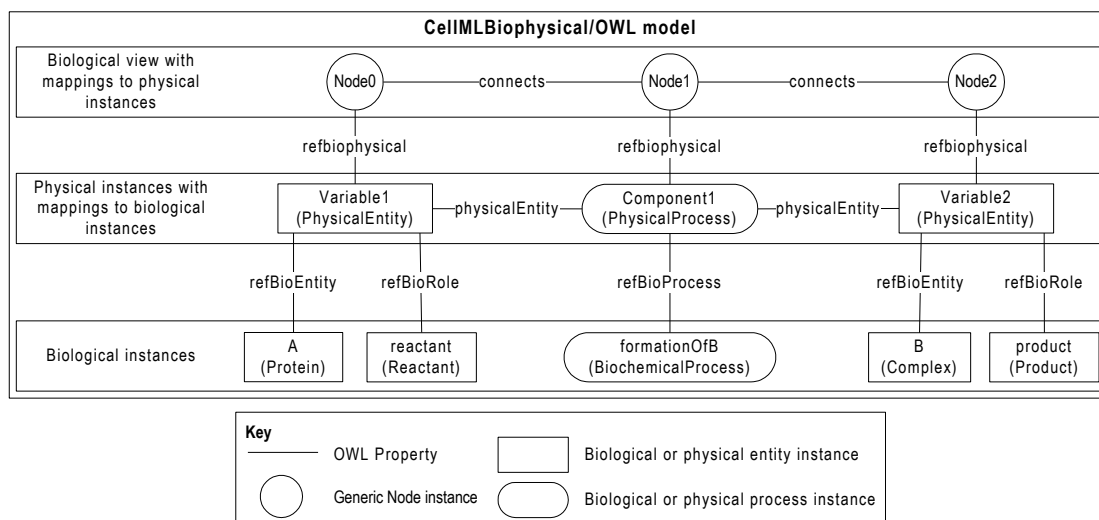 CellMLBiophysical/OWL model
Biological view with
mappings to physical
instances
Node0
connects
Node1
connects
Node2
refbiophysical
refbiophysical
refbiophysical
Physical instances with
mappings to biological
instances
Variable1
(PhysicalEntity)
physicalEntity
Component1
(PhysicalProcess)
physicalEntity
Variable2
(PhysicalEntity)
refBioEntity
refBioRole
refBioProcess
refBioEntity
refBioRole
Biological instances
A
(Protein)
reactant
(Reactant)
formationOfB
(BiochemicalProcess)
B
(Complex)
product
(Product)
Key
OWL Property
Biological or physical entity instance
Generic Node instance
Biological or physical process instance